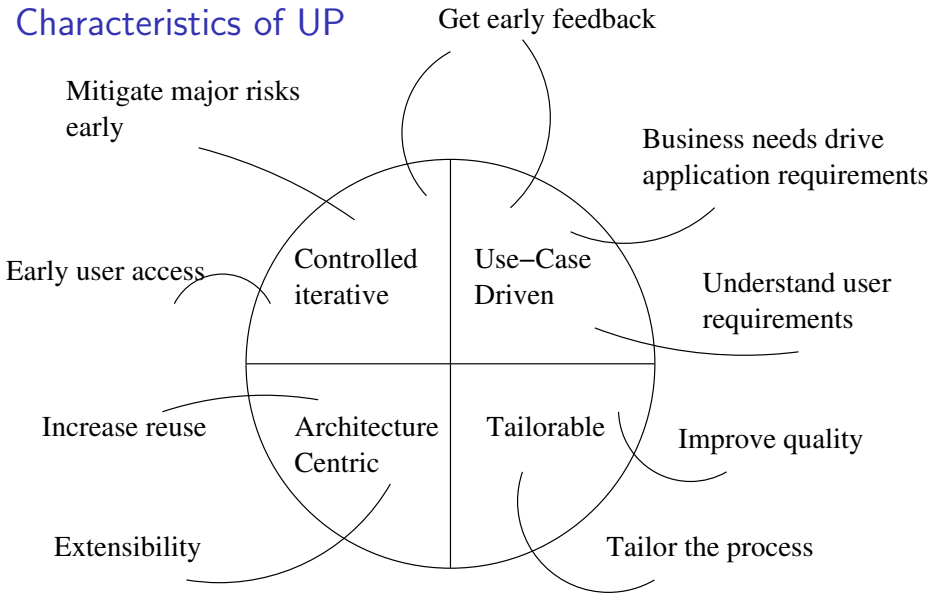 Characteristics of UP
Get early feedback
Mitigate major risks
early
Business needs drive
application requirements
Controlled
iterative
Use−Case
Driven
Early user access
Understand user
requirements
Increase reuse
Architecture
Centric
Tailorable
Improve quality
Extensibility
Tailor the process